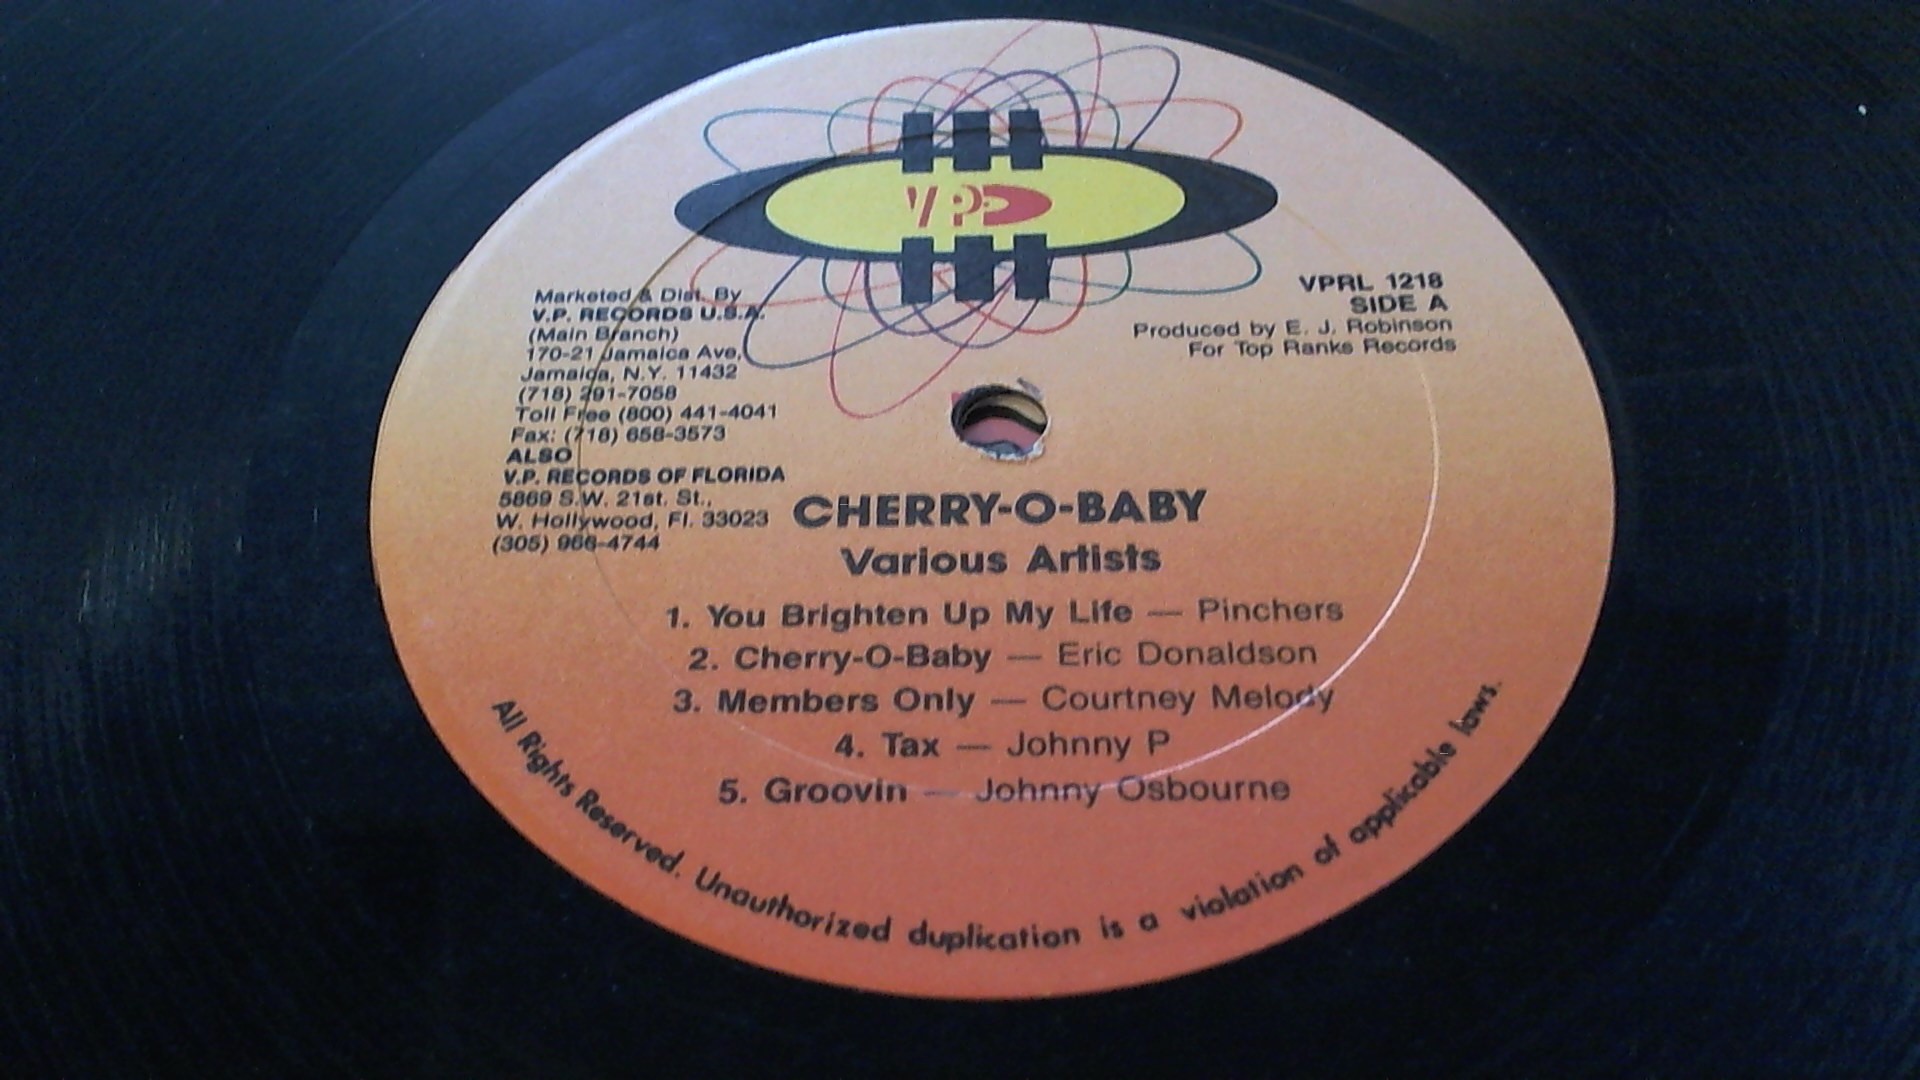 VP
Marketed & Dist. By
V.P. RECORDS U.S.A.
(Main Branch)
170-21 Jamaica Ave,
Jamaica, N.Y. 11432
(718) 291-7058
Toll Free (800) 441-4041
Fax: (718) 658-3573
ALSO
V.P. RECORDS OF FLORIDA
5869 S.W. 21st. St.,
W. Hollywood, Fl. 33023
(305) 966-4744
VPRL 1218
SIDE A
Produced by E. J. Robinson
For Top Ranks Records
CHERRY-O-BABY
Various Artists
1. You Brighten Up My Life — Pinchers
2. Cherry-O-Baby — Eric Donaldson
3. Members Only — Courtney Melody
4. Tax — Johnny P
5. Groovin — Johnny Osbourne
All Rights Reserved. Unauthorized duplication is a violation of applicable laws.